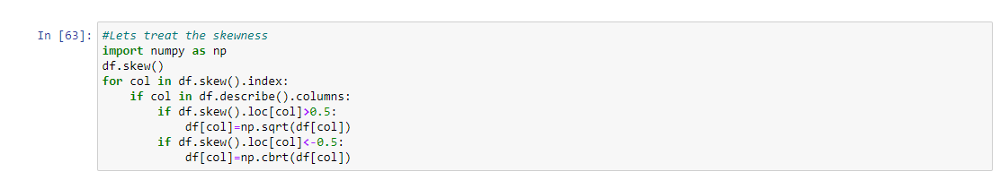 In [63]: #Lets treat the skewness
import numpy as np
df.skew()
for col in df.skew().index:
    if col in df.describe().columns:
        if df.skew().loc[col]>0.5:
            df[col]=np.sqrt(df[col])
        if df.skew().loc[col]<-0.5:
            df[col]=np.cbrt(df[col])